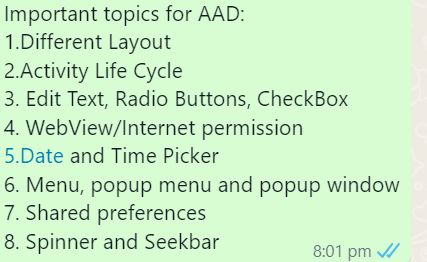 Important topics for AAD:
1.Different Layout
2.Activity Life Cycle
3. Edit Text, Radio Buttons, CheckBox
4. WebView/Internet permission
5.Date and Time Picker
6. Menu, popup menu and popup window
7. Shared preferences
8. Spinner and Seekbar
8:01 pm